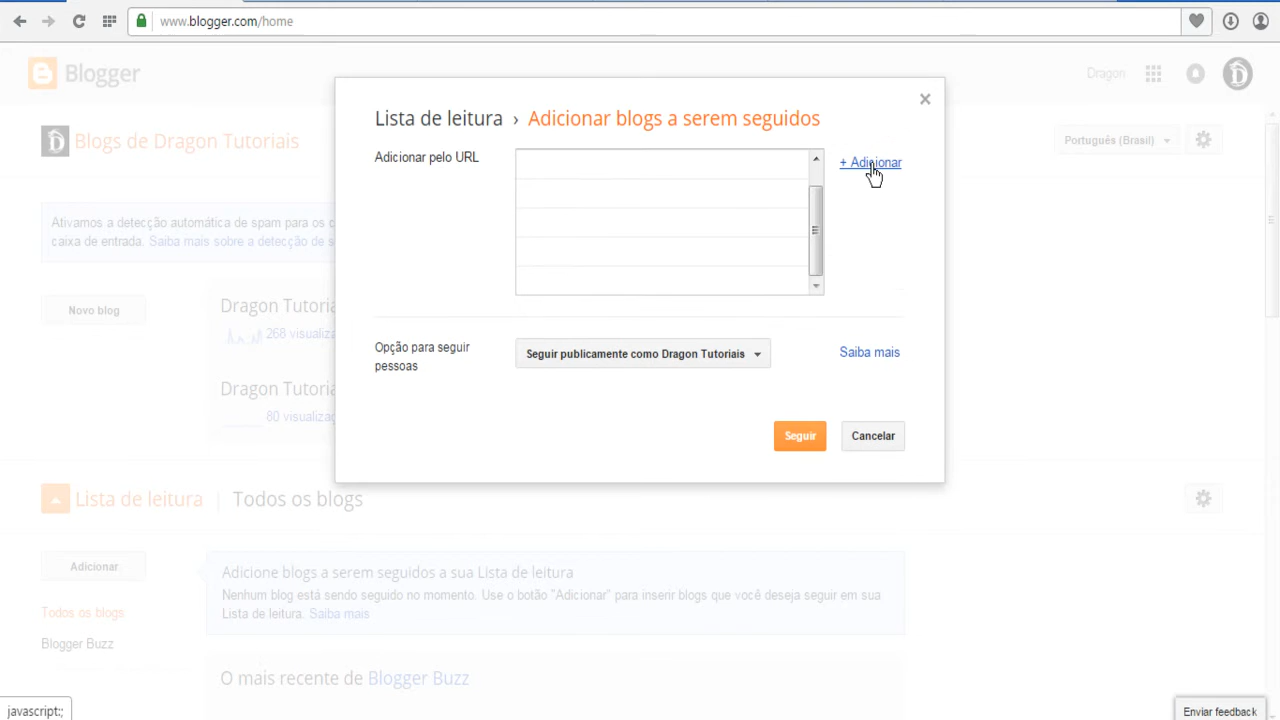 www.blogger.com/home
Blogger
Dragon
Lista de leitura › Adicionar blogs a serem seguidos
Blogs de Dragon Tutoriais
Português (Brasil)
Adicionar pelo URL
+ Adicionar
Ativamos a detecção automática de spam para os c
caixa de entrada. Saiba mais sobre a detecção de s
Novo blog
Dragon Tutoria
268 visualiza
Opção para seguir
pessoas
Seguir publicamente como Dragon Tutoriais
Saiba mais
Dragon Tutoria
80 visualizaç
Seguir
Cancelar
Lista de leitura | Todos os blogs
Adicionar
Adicione blogs a serem seguidos a sua Lista de leitura
Nenhum blog está sendo seguido no momento. Use o botão "Adicionar" para inserir blogs que você deseja seguir em sua
Lista de leitura. Saiba mais
Todos os blogs
Blogger Buzz
O mais recente de Blogger Buzz
javascript:;
Enviar feedback